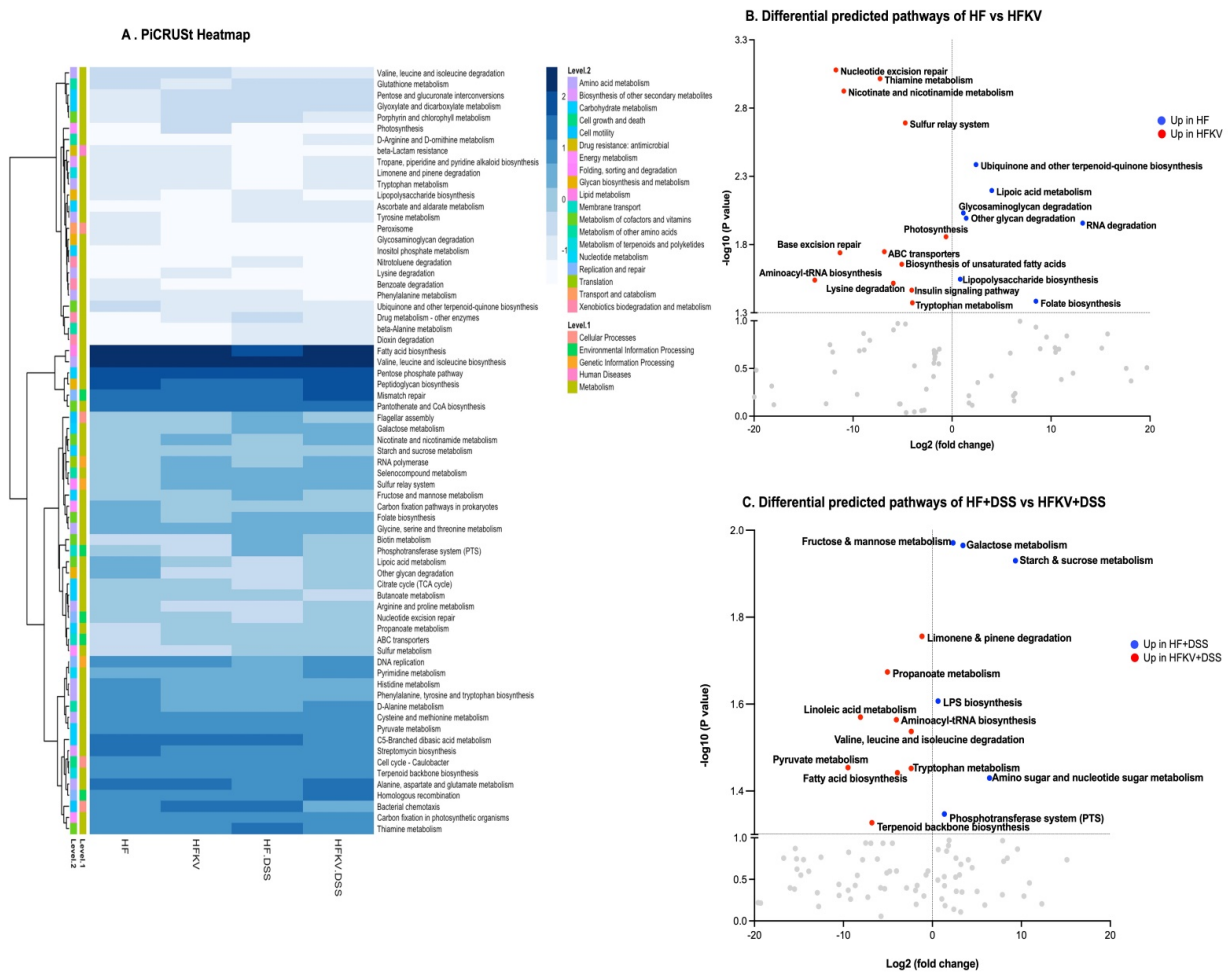 A . PiCRUSt Heatmap
Valine, leucine and isoleucine degradation
Glutathione metabolism
Pentose and glucuronate interconversions
Glyoxylate and dicarboxylate metabolism
Porphyrin and chlorophyll metabolism
Photosynthesis
D-Arginine and D-ornithine metabolism
beta-Lactam resistance
Tropane, piperidine and pyridine alkaloid biosynthesis
Limonene and pinene degradation
Tryptophan metabolism
Lipopolysaccharide biosynthesis
Ascorbate and aldarate metabolism
Tyrosine metabolism
Peroxisome
Glycosaminoglycan degradation
Inositol phosphate metabolism
Nitrotoluene degradation
Lysine degradation
Benzoate degradation
Phenylalanine metabolism
Ubiquinone and other terpenoid-quinone biosynthesis
Drug metabolism - other enzymes
beta-Alanine metabolism
Dioxin degradation
Fatty acid biosynthesis
Valine, leucine and isoleucine biosynthesis
Pentose phosphate pathway
Peptidoglycan biosynthesis
Mismatch repair
Pantothenate and CoA biosynthesis
Flagellar assembly
Galactose metabolism
Nicotinate and nicotinamide metabolism
Starch and sucrose metabolism
RNA polymerase
Selenocompound metabolism
Sulfur relay system
Fructose and mannose metabolism
Carbon fixation pathways in prokaryotes
Folate biosynthesis
Glycine, serine and threonine metabolism
Biotin metabolism
Phosphotransferase system (PTS)
Lipoic acid metabolism
Other glycan degradation
Citrate cycle (TCA cycle)
Butanoate metabolism
Arginine and proline metabolism
Nucleotide excision repair
Propanoate metabolism
ABC transporters
Sulfur metabolism
DNA replication
Pyrimidine metabolism
Histidine metabolism
Phenylalanine, tyrosine and tryptophan biosynthesis
D-Alanine metabolism
Cysteine and methionine metabolism
Pyruvate metabolism
C5-Branched dibasic acid metabolism
Streptomycin biosynthesis
Cell cycle - Caulobacter
Terpenoid backbone biosynthesis
Alanine, aspartate and glutamate metabolism
Homologous recombination
Bacterial chemotaxis
Carbon fixation in photosynthetic organisms
Thiamine metabolism
Level.2
Level.1
HF
HFKV
HF.DSS
HFKV.DSS
2
1
0
-1
Level.2
Amino acid metabolism
Biosynthesis of other secondary metabolites
Carbohydrate metabolism
Cell growth and death
Cell motility
Drug resistance: antimicrobial
Energy metabolism
Folding, sorting and degradation
Glycan biosynthesis and metabolism
Lipid metabolism
Membrane transport
Metabolism of cofactors and vitamins
Metabolism of other amino acids
Metabolism of terpenoids and polyketides
Nucleotide metabolism
Replication and repair
Translation
Transport and catabolism
Xenobiotics biodegradation and metabolism
Level.1
Cellular Processes
Environmental Information Processing
Genetic Information Processing
Human Diseases
Metabolism
B. Differential predicted pathways of HF vs HFKV
3.3
2.8
2.3
1.8
1.3
1.0
0.5
0.0
-log10 (P value)
Nucleotide excision repair
Thiamine metabolism
Nicotinate and nicotinamide metabolism
Sulfur relay system
Ubiquinone and other terpenoid-quinone biosynthesis
Lipoic acid metabolism
Glycosaminoglycan degradation
Other glycan degradation
RNA degradation
Photosynthesis
Base excision repair
ABC transporters
Biosynthesis of unsaturated fatty acids
Aminoacyl-tRNA biosynthesis
Lysine degradation
Lipopolysaccharide biosynthesis
Insulin signaling pathway
Tryptophan metabolism
Folate biosynthesis
Up in HF
Up in HFKV
-20
-10
0
10
20
Log2 (fold change)
C. Differential predicted pathways of HF+DSS vs HFKV+DSS
2.0
1.8
1.6
1.4
1.0
0.5
0.0
-log10 (P value)
Fructose & mannose metabolism
Galactose metabolism
Starch & sucrose metabolism
Limonene & pinene degradation
Propanoate metabolism
LPS biosynthesis
Linoleic acid metabolism
Aminoacyl-tRNA biosynthesis
Valine, leucine and isoleucine degradation
Pyruvate metabolism
Tryptophan metabolism
Fatty acid biosynthesis
Amino sugar and nucleotide sugar metabolism
Phosphotransferase system (PTS)
Terpenoid backbone biosynthesis
Up in HF+DSS
Up in HFKV+DSS
-20
-10
0
10
20
Log2 (fold change)